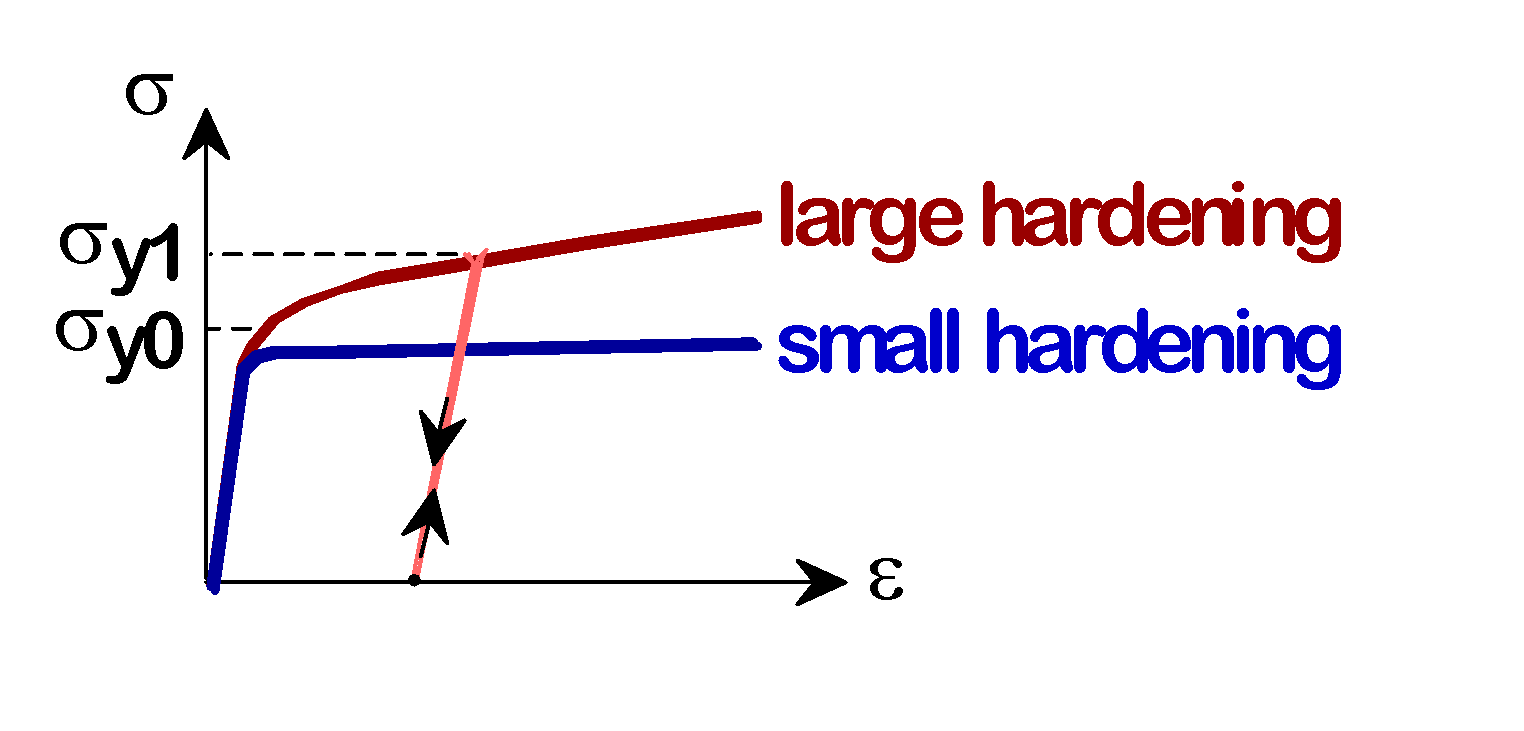 σ
large hardening
σy1
σy0
small hardening
ε